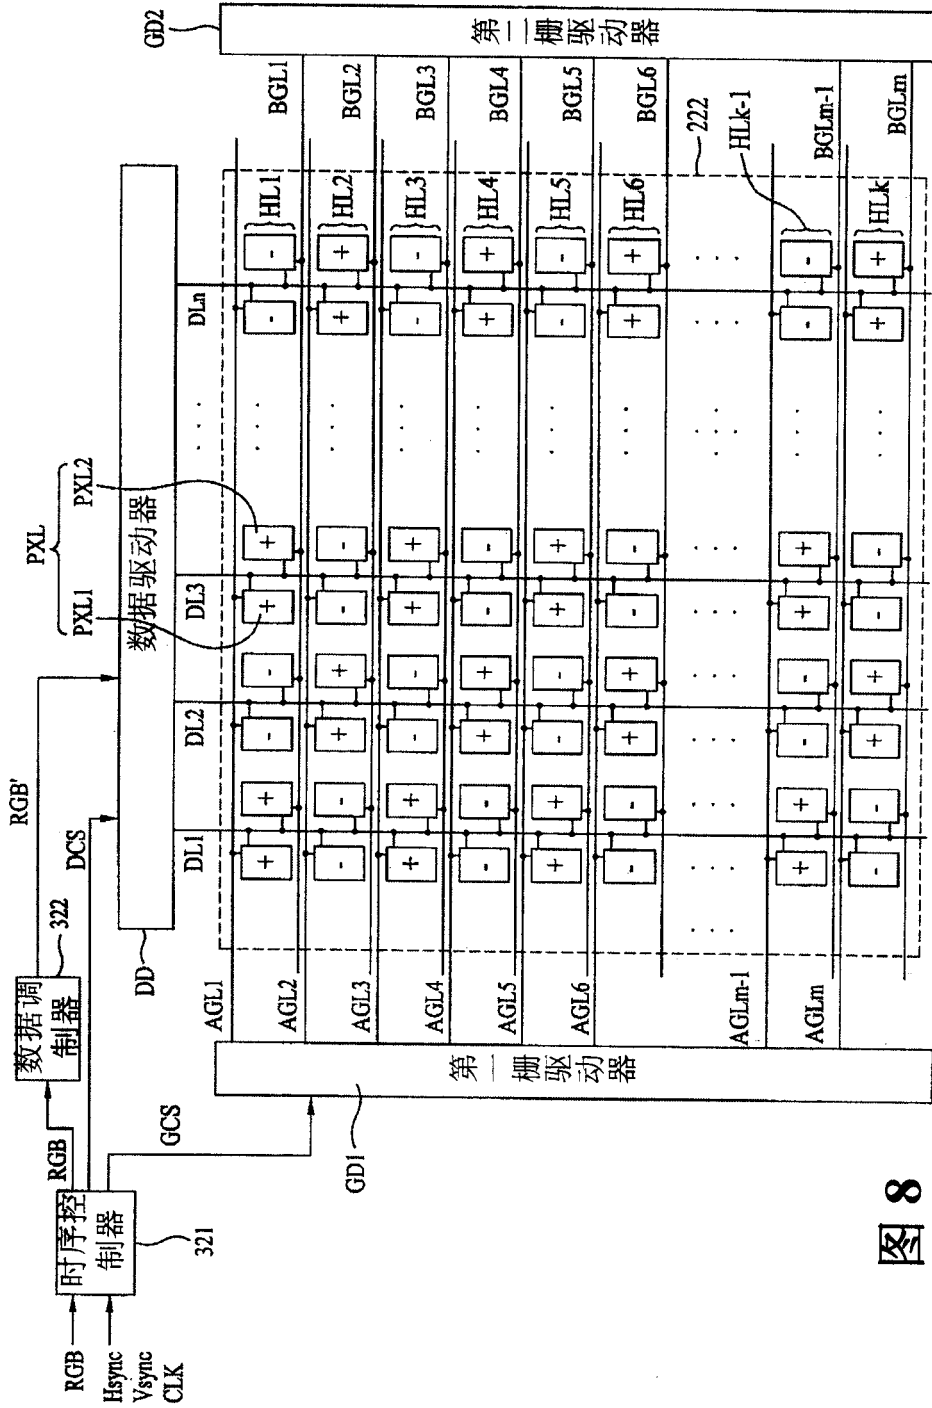 RGB
Hsync
Vsync
CLK
时序控
制器
321
RGB
数据调
制器
322
RGB'
DCS
GCS
DD
数据驱动器
PXL
PXL1
PXL2
DL1
DL2
DL3
· · ·
DLn
GD1
第一栅驱动器
GD2
第二栅驱动器
AGL1
+ + - - + + · · · - - }HL1
BGL1
AGL2
- - + + - - · · · + + }HL2
BGL2
AGL3
+ + - - + + · · · - - }HL3
BGL3
AGL4
- - + + - - · · · + + }HL4
BGL4
AGL5
+ + - - + + · · · - - }HL5
BGL5
AGL6
- - + + - - · · · + + }HL6
BGL6
222
HLk-1
AGLm-1
+ + - - + + · · · - -
BGLm-1
AGLm
- - + + - - · · · + + }HLk
BGLm
图 8